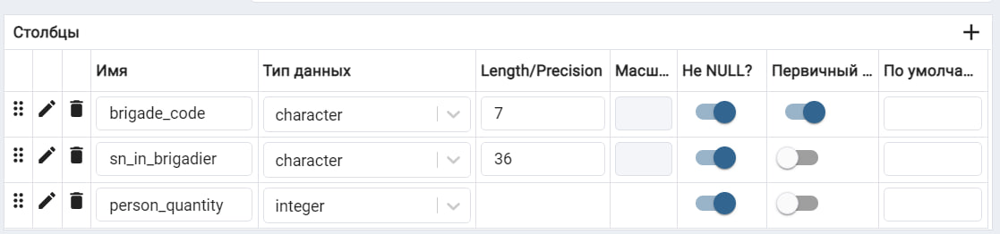 Столбцы
Имя Тип данных Length/Precision Масш... Не NULL? Первичный ... По умолча...
brigade_code character 7
sn_in_brigadier character 36
person_quantity integer